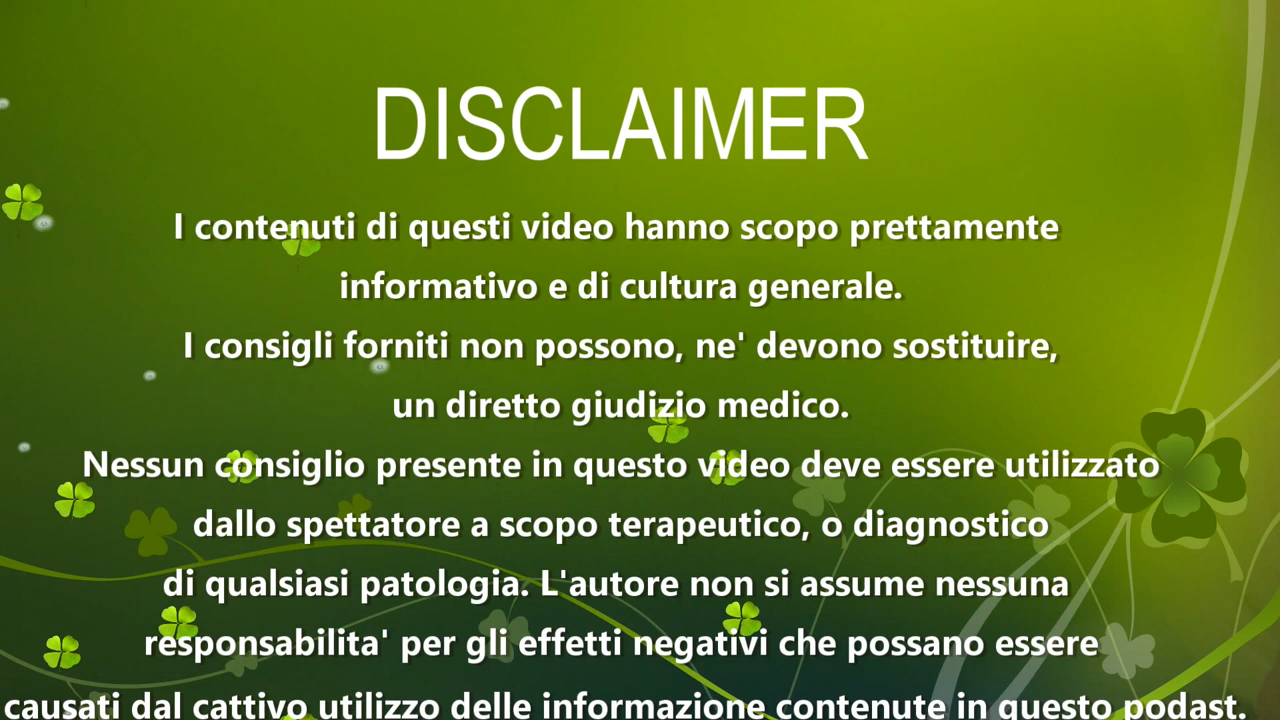 DISCLAIMER
I contenuti di questi video hanno scopo prettamente
informativo e di cultura generale.
I consigli forniti non possono, ne' devono sostituire,
un diretto giudizio medico.
Nessun consiglio presente in questo video deve essere utilizzato
dallo spettatore a scopo terapeutico, o diagnostico
di qualsiasi patologia. L'autore non si assume nessuna
responsabilita' per gli effetti negativi che possano essere
causati dal cattivo utilizzo delle informazione contenute in questo podast.